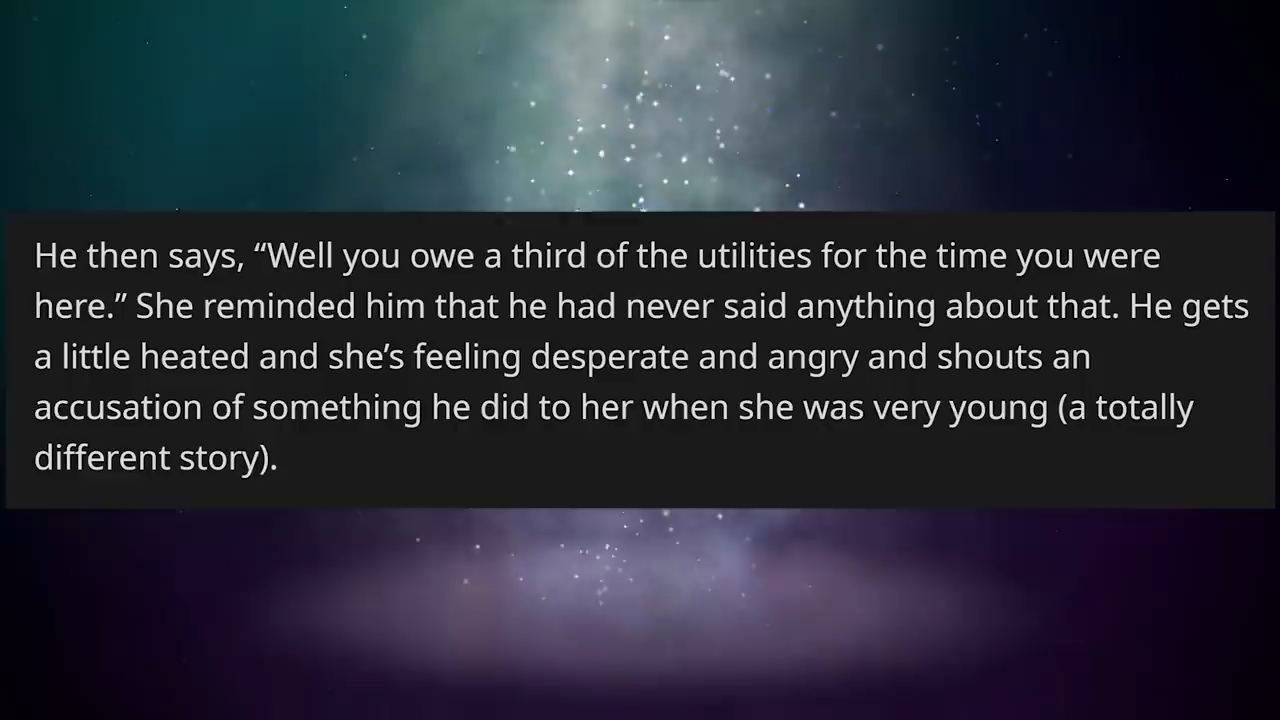 He then says, “Well you owe a third of the utilities for the time you were
here.” She reminded him that he had never said anything about that. He gets
a little heated and she’s feeling desperate and angry and shouts an
accusation of something he did to her when she was very young (a totally
different story).